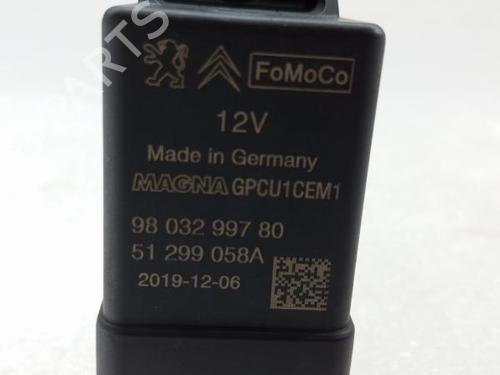 FoMoCo
12V
Made in Germany
MAGNA GPCU1CEM1
98 032 997 80
51 299 058A
2019-12-06